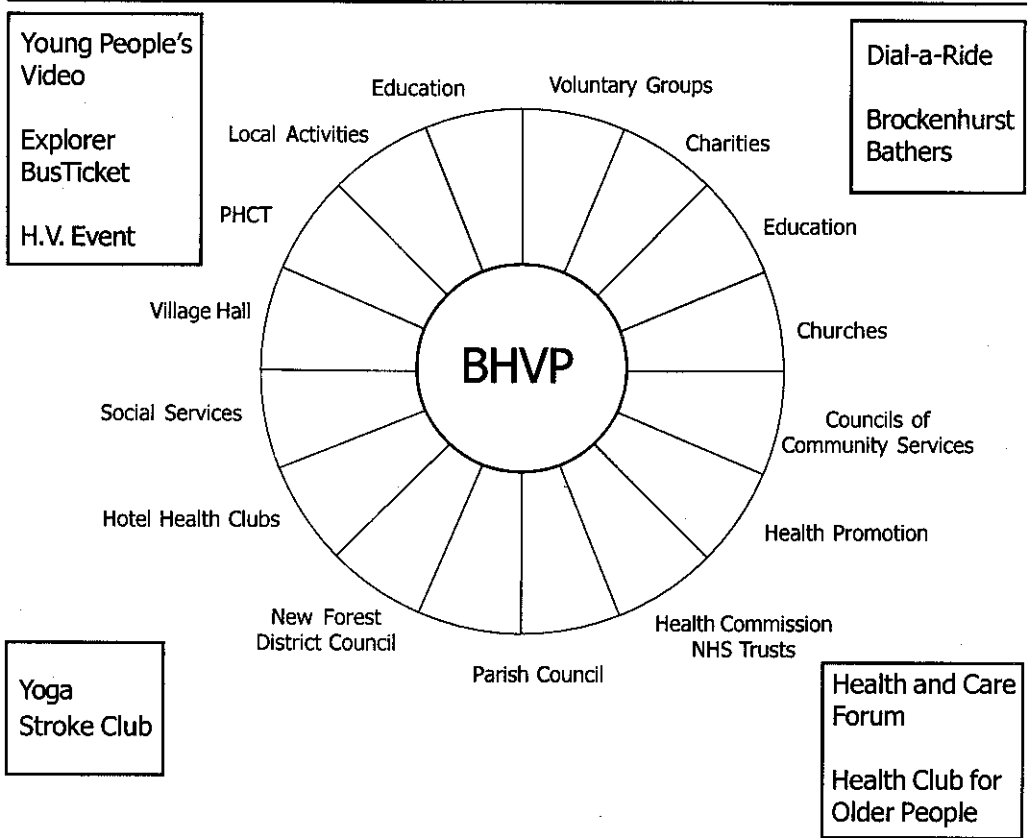 Young People's
Video
Explorer
BusTicket
H.V. Event
Dial-a-Ride
Brockenhurst
Bathers
Education
Voluntary Groups
Local Activities
Charities
PHCT
Education
Village Hall
Churches
BHVP
Social Services
Councils of
Community Services
Hotel Health Clubs
Health Promotion
New Forest
District Council
Health Commission
NHS Trusts
Parish Council
Yoga
Stroke Club
Health and Care
Forum
Health Club for
Older People